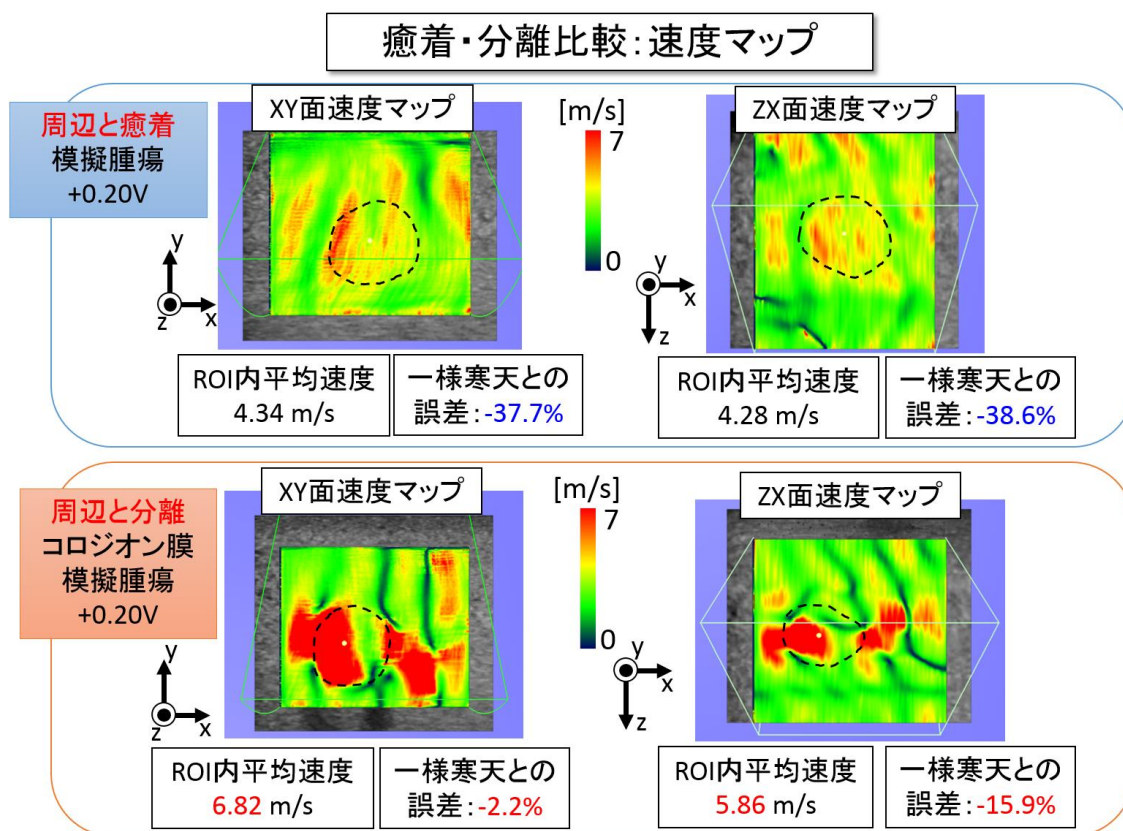 癒着・分離比較：速度マップ
周辺と癒着
模擬腫瘍
+0.20V
XY面速度マップ
[m/s]
7
0
ZX面速度マップ
y
z
x
y
x
z
ROI内平均速度
4.34 m/s
一様寒天との
誤差：-37.7%
ROI内平均速度
4.28 m/s
一様寒天との
誤差：-38.6%
周辺と分離
コロジオン膜
模擬腫瘍
+0.20V
XY面速度マップ
[m/s]
7
0
ZX面速度マップ
y
z
x
y
x
z
ROI内平均速度
6.82 m/s
一様寒天との
誤差：-2.2%
ROI内平均速度
5.86 m/s
一様寒天との
誤差：-15.9%